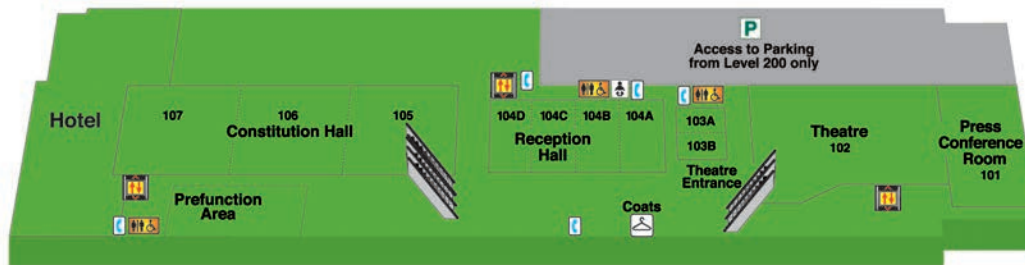 P
Access to Parking
from Level 200 only
Hotel
107
106
105
Constitution Hall
104D
104C
104B
104A
Reception
Hall
103A
103B
Theatre
Entrance
Theatre
102
Press
Conference
Room
101
Prefunction
Area
Coats